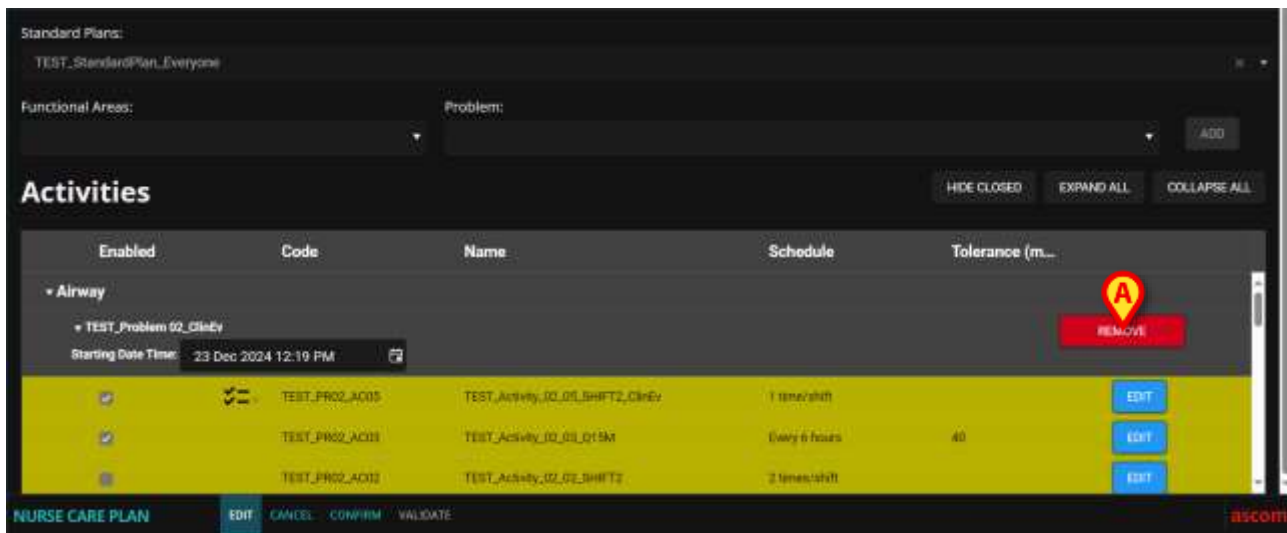 Standard Plans:
TEST_StandardPlan_Everyone
Functional Areas:
Problem:
ADD
Activities
HIDE CLOSED EXPAND ALL COLLAPSE ALL
Enabled Code Name Schedule Tolerance (m...
Airway
A
TEST_Problem 02_ClinEv
REMOVE
Starting Date Time: 23 Dec 2024 12:19 PM
TEST_PR02_AC05 TEST_Activity_02_05_SHIFT2_ClinEv 1 time/shift EDIT
TEST_PR02_AC03 TEST_Activity_02_03_Q15M Every 6 hours 40 EDIT
TEST_PR02_AC02 TEST_Activity_02_02_SHIFT2 2 times/shift EDIT
NURSE CARE PLAN EDIT CANCEL CONFIRM VALIDATE ascom